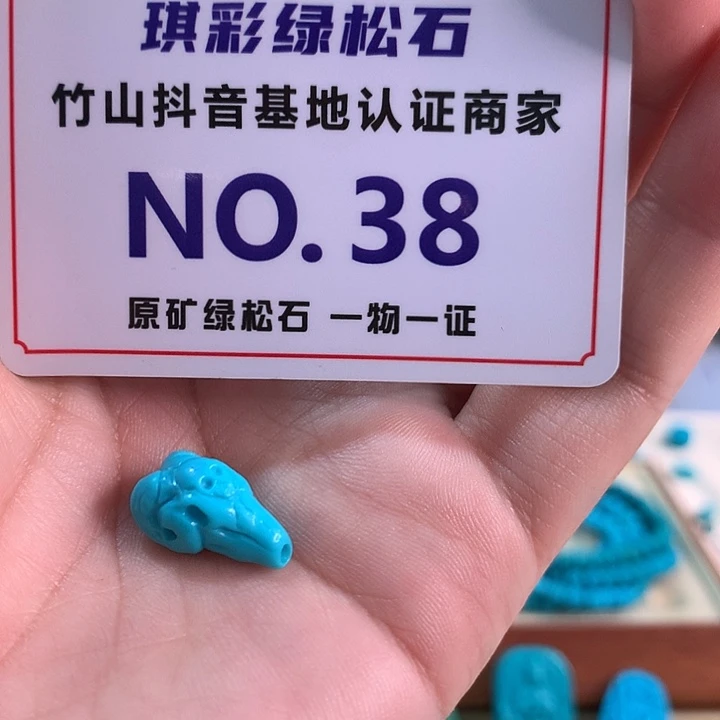 琪彩绿松石
竹山抖音基地认证商家
NO. 38
原矿绿松石 一物一证